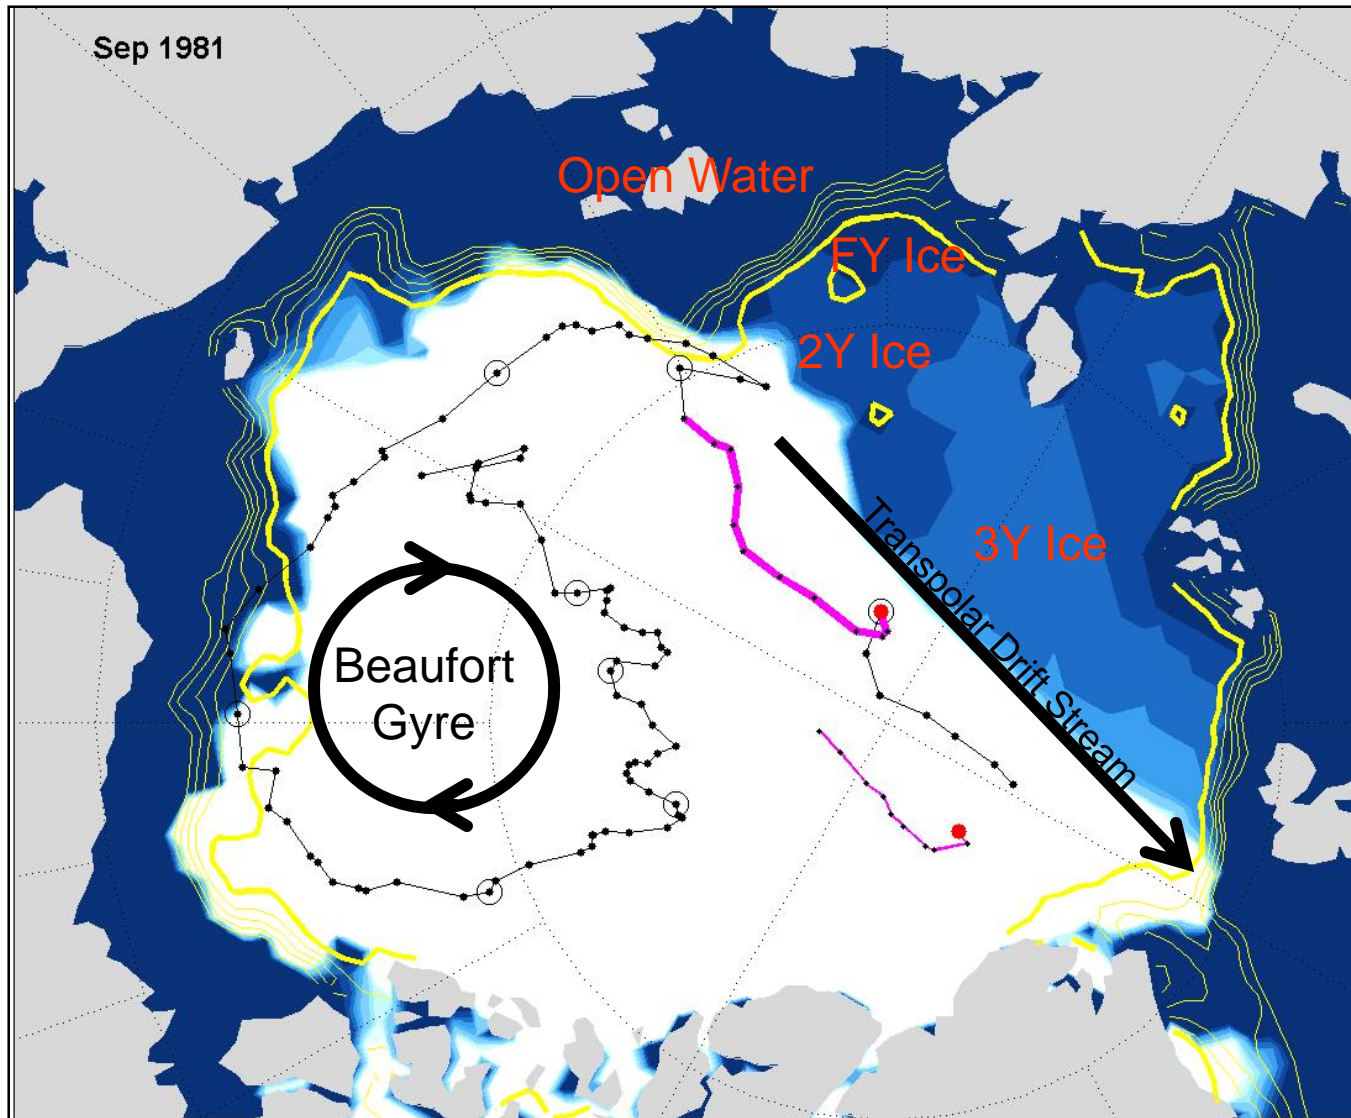 Sep 1981
Open Water
FY Ice
2Y Ice
3Y Ice
Transpolar Drift Stream
Beaufort
Gyre